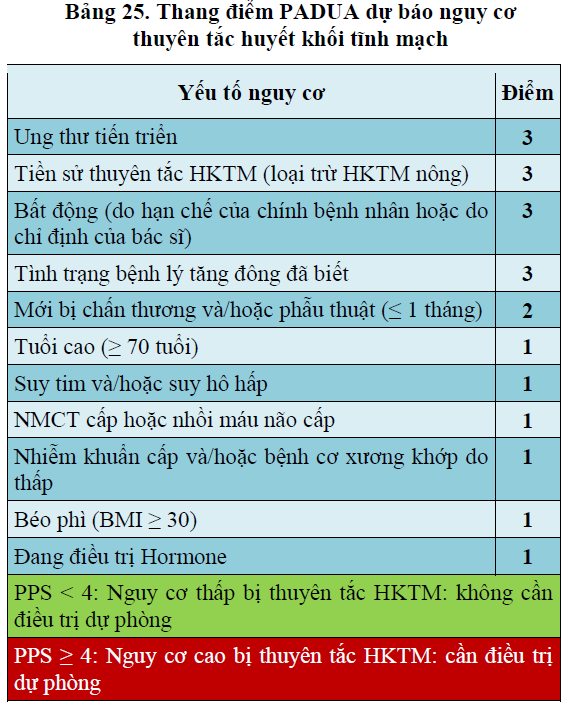 Bảng 25. Thang điểm PADUA dự báo nguy cơ
thuyên tắc huyết khối tĩnh mạch
Yếu tố nguy cơ Điểm
Ung thư tiến triển 3
Tiền sử thuyên tắc HKTM (loại trừ HKTM nông) 3
Bất động (do hạn chế của chính bệnh nhân hoặc do 3
chỉ định của bác sĩ)
Tình trạng bệnh lý tăng đông đã biết 3
Mới bị chấn thương và/hoặc phẫu thuật (≤ 1 tháng) 2
Tuổi cao (≥ 70 tuổi) 1
Suy tim và/hoặc suy hô hấp 1
NMCT cấp hoặc nhồi máu não cấp 1
Nhiễm khuẩn cấp và/hoặc bệnh cơ xương khớp do 1
thấp
Béo phì (BMI ≥ 30) 1
Đang điều trị Hormone 1
PPS < 4: Nguy cơ thấp bị thuyên tắc HKTM: không cần
điều trị dự phòng
PPS ≥ 4: Nguy cơ cao bị thuyên tắc HKTM: cần điều trị
dự phòng